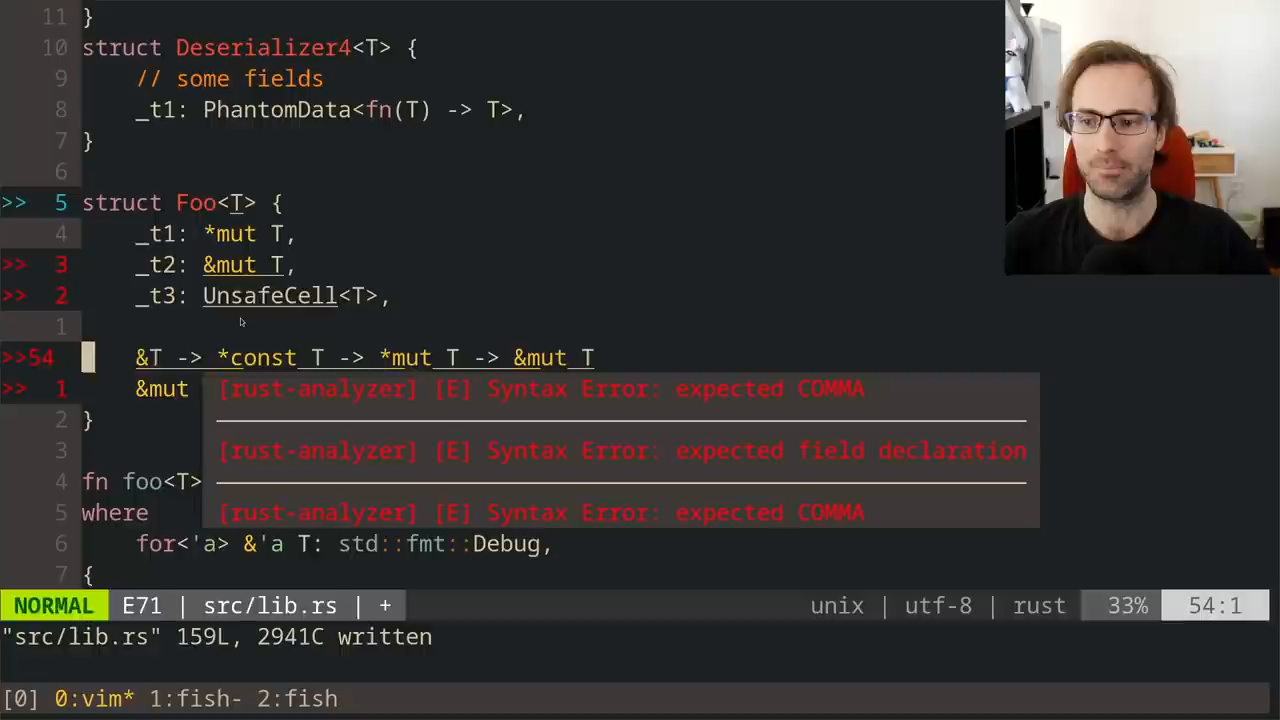 11 }
10 struct Deserializer4<T> {
9 // some fields
8 _t1: PhantomData<fn(T) -> T>,
7 }
6
>> 5 struct Foo<T> {
4 _t1: *mut T,
>> 3 _t2: &mut T,
>> 2 _t3: UnsafeCell<T>,
1
>>54 &T -> *const T -> *mut T -> &mut T
>> 1 &mut [rust-analyzer] [E] Syntax Error: expected COMMA
2 }
3 [rust-analyzer] [E] Syntax Error: expected field declaration
4 fn foo<T>
5 where [rust-analyzer] [E] Syntax Error: expected COMMA
6 for<'a> &'a T: std::fmt::Debug,
7 {
NORMAL E71 | src/lib.rs | + unix | utf-8 | rust 33% 54:1
"src/lib.rs" 159L, 2941C written
[0] 0:vim* 1:fish- 2:fish